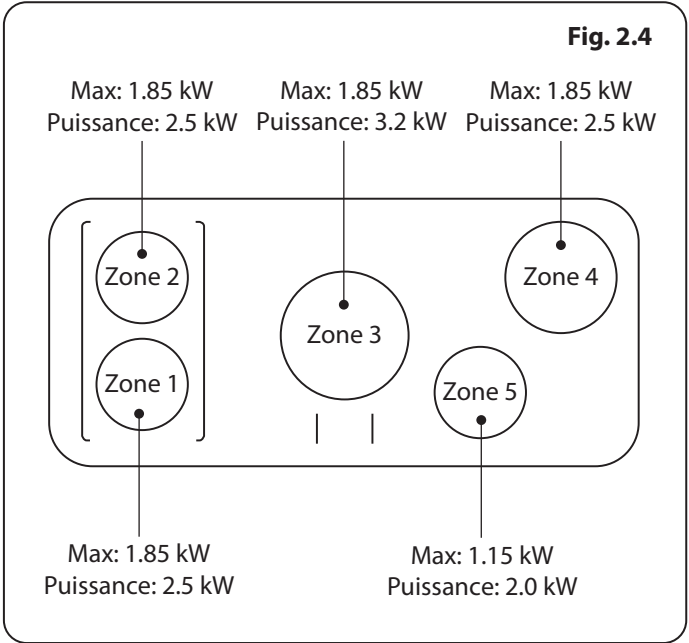 Fig. 2.4
Max: 1.85 kW
Puissance: 2.5 kW
Max: 1.85 kW
Puissance: 3.2 kW
Max: 1.85 kW
Puissance: 2.5 kW
Zone 2
Zone 4
Zone 3
Zone 1
Zone 5
Max: 1.85 kW
Puissance: 2.5 kW
Max: 1.15 kW
Puissance: 2.0 kW